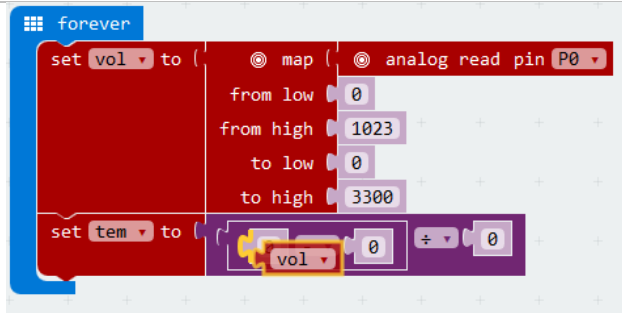 forever
set vol to map analog read pin P0
from low 0
from high 1023
to low 0
to high 3300
set tem to vol 0 ÷ 0